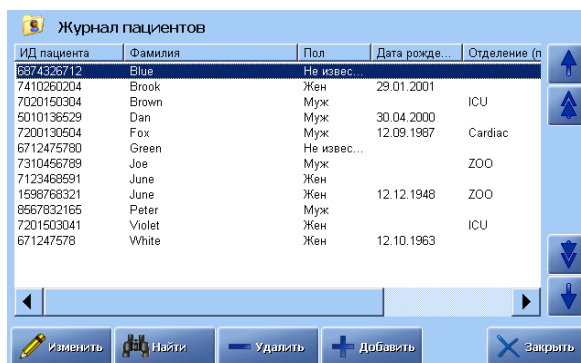 Журнал пациентов
ИД пациента Фамилия Пол Дата рожде... Отделение (п
6874326712 Blue Не извес...
7410260204 Brook Жен 29.01.2001
7020150304 Brown Муж ICU
5010136529 Dan Муж 30.04.2000
7200130504 Fox Муж 12.09.1987 Cardiac
6712475780 Green Не извес...
7310456789 Joe Муж ZOO
7123468591 June Жен
1598768321 June Жен 12.12.1948 ZOO
8567832165 Peter Муж
7201503041 Violet Жен ICU
671247578 White Жен 12.10.1963
Изменить Найти Удалить Добавить Закрыть